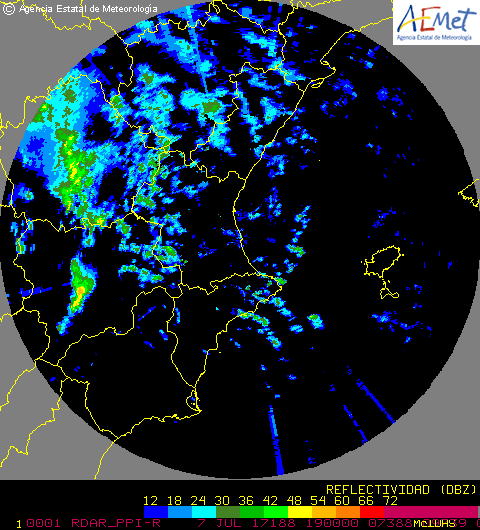 © Agencia Estatal de Meteorología
AEMet
Agencia Estatal de Meteorología
REFLECTIVIDAD (DBZ)
12 18 24 30 36 42 48 54 60 66 72
1 0001 RDAR_PPI-R 7 JUL 17188 190000